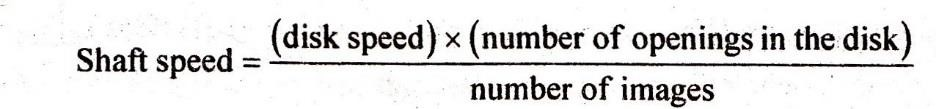 Shaft speed = (disk speed) × (number of openings in the disk)
number of images